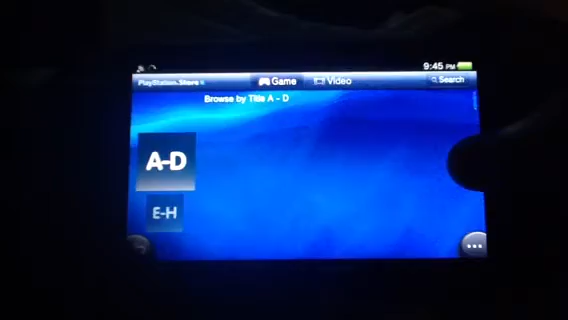 9:45 PM
PlayStation Store Game Video Search
Browse by Title A - D
A-D
E-H